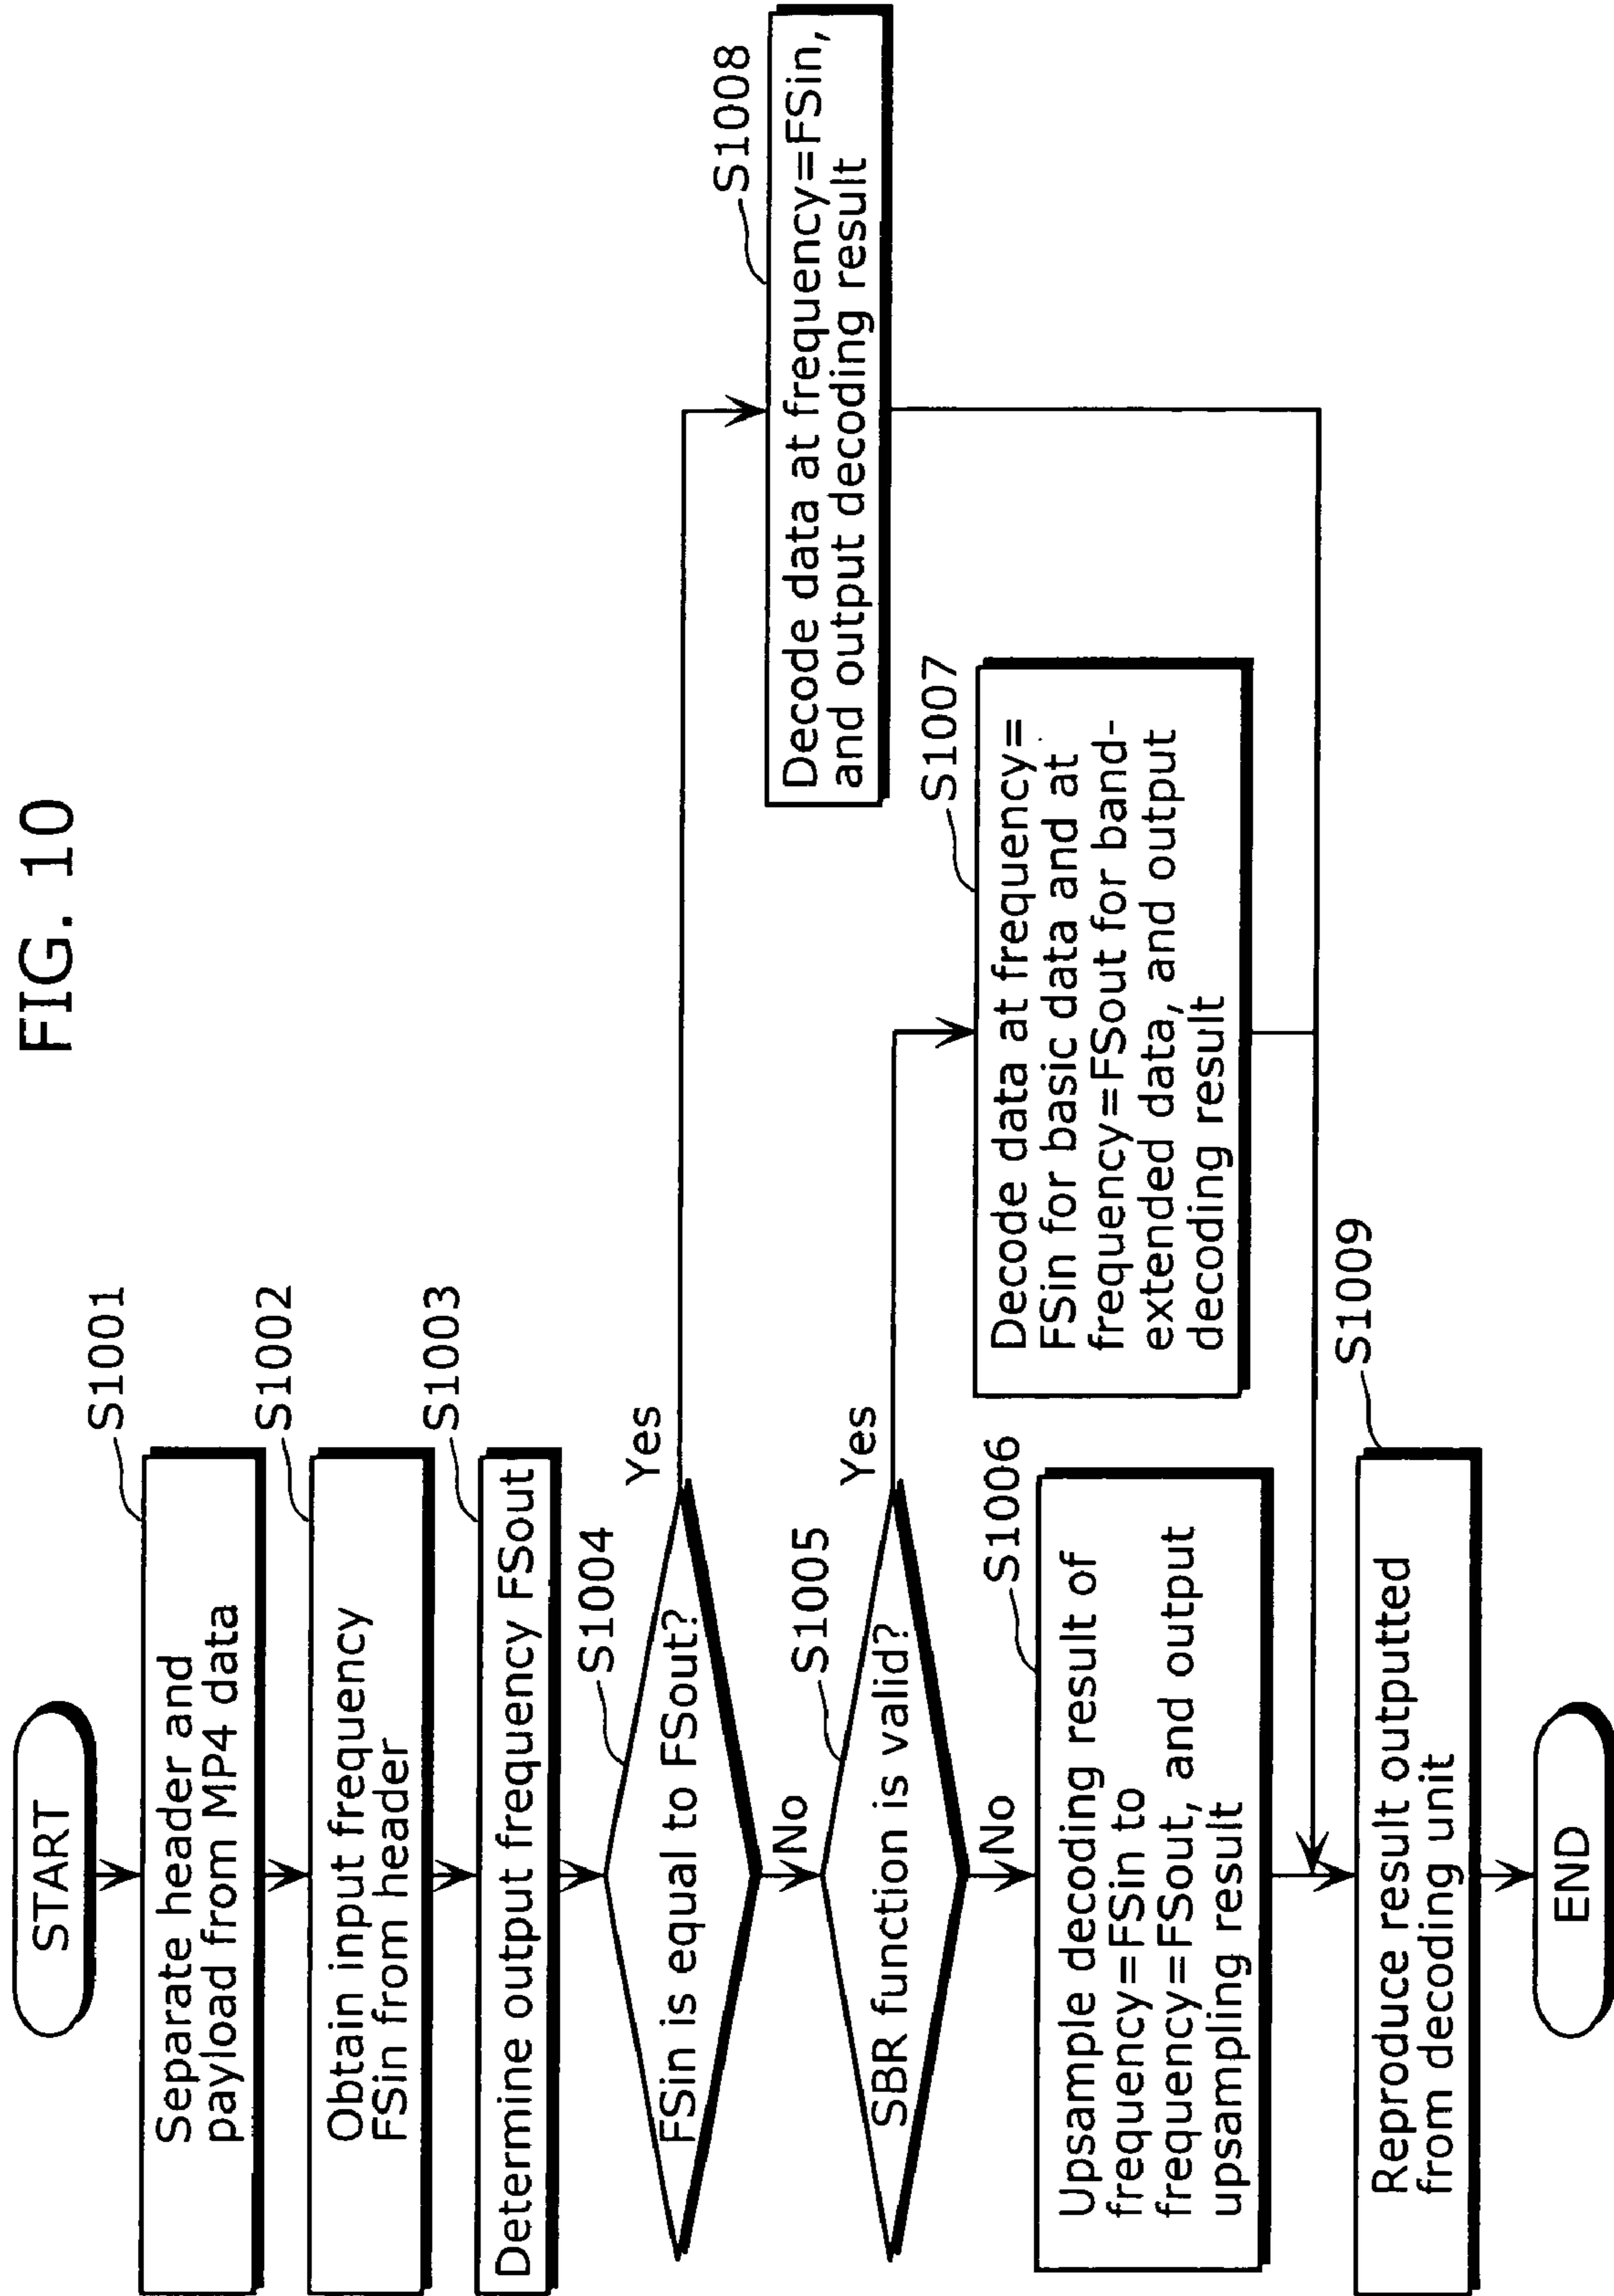 FIG. 10
START
S1001
Separate header and
payload from MP4 data
S1002
Obtain input frequency
FSin from header
S1003
Determine output frequency FSout
S1004
FSin is equal to FSout?
Yes
No
S1008
Decode data at frequency=FSin,
and output decoding result
S1005
SBR function is valid?
Yes
No
S1007
Decode data at frequency=
FSin for basic data and at
frequency=FSout for band-
extended data, and output
decoding result
S1006
Upsample decoding result of
frequency=FSin to
frequency=FSout, and output
upsampling result
S1009
Reproduce result outputted
from decoding unit
END